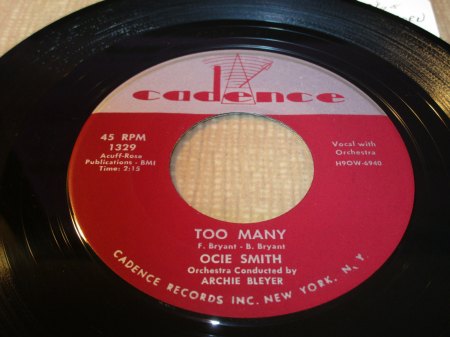 cadence
45 RPM
1329
Acuff-Rose
Publications - BMI
Time: 2:15
Vocal with
Orchestra
H9OW-6940
TOO MANY
F. Bryant - B. Bryant
OCIE SMITH
Orchestra Conducted by
ARCHIE BLEYER
CADENCE RECORDS INC. NEW YORK, N.Y.